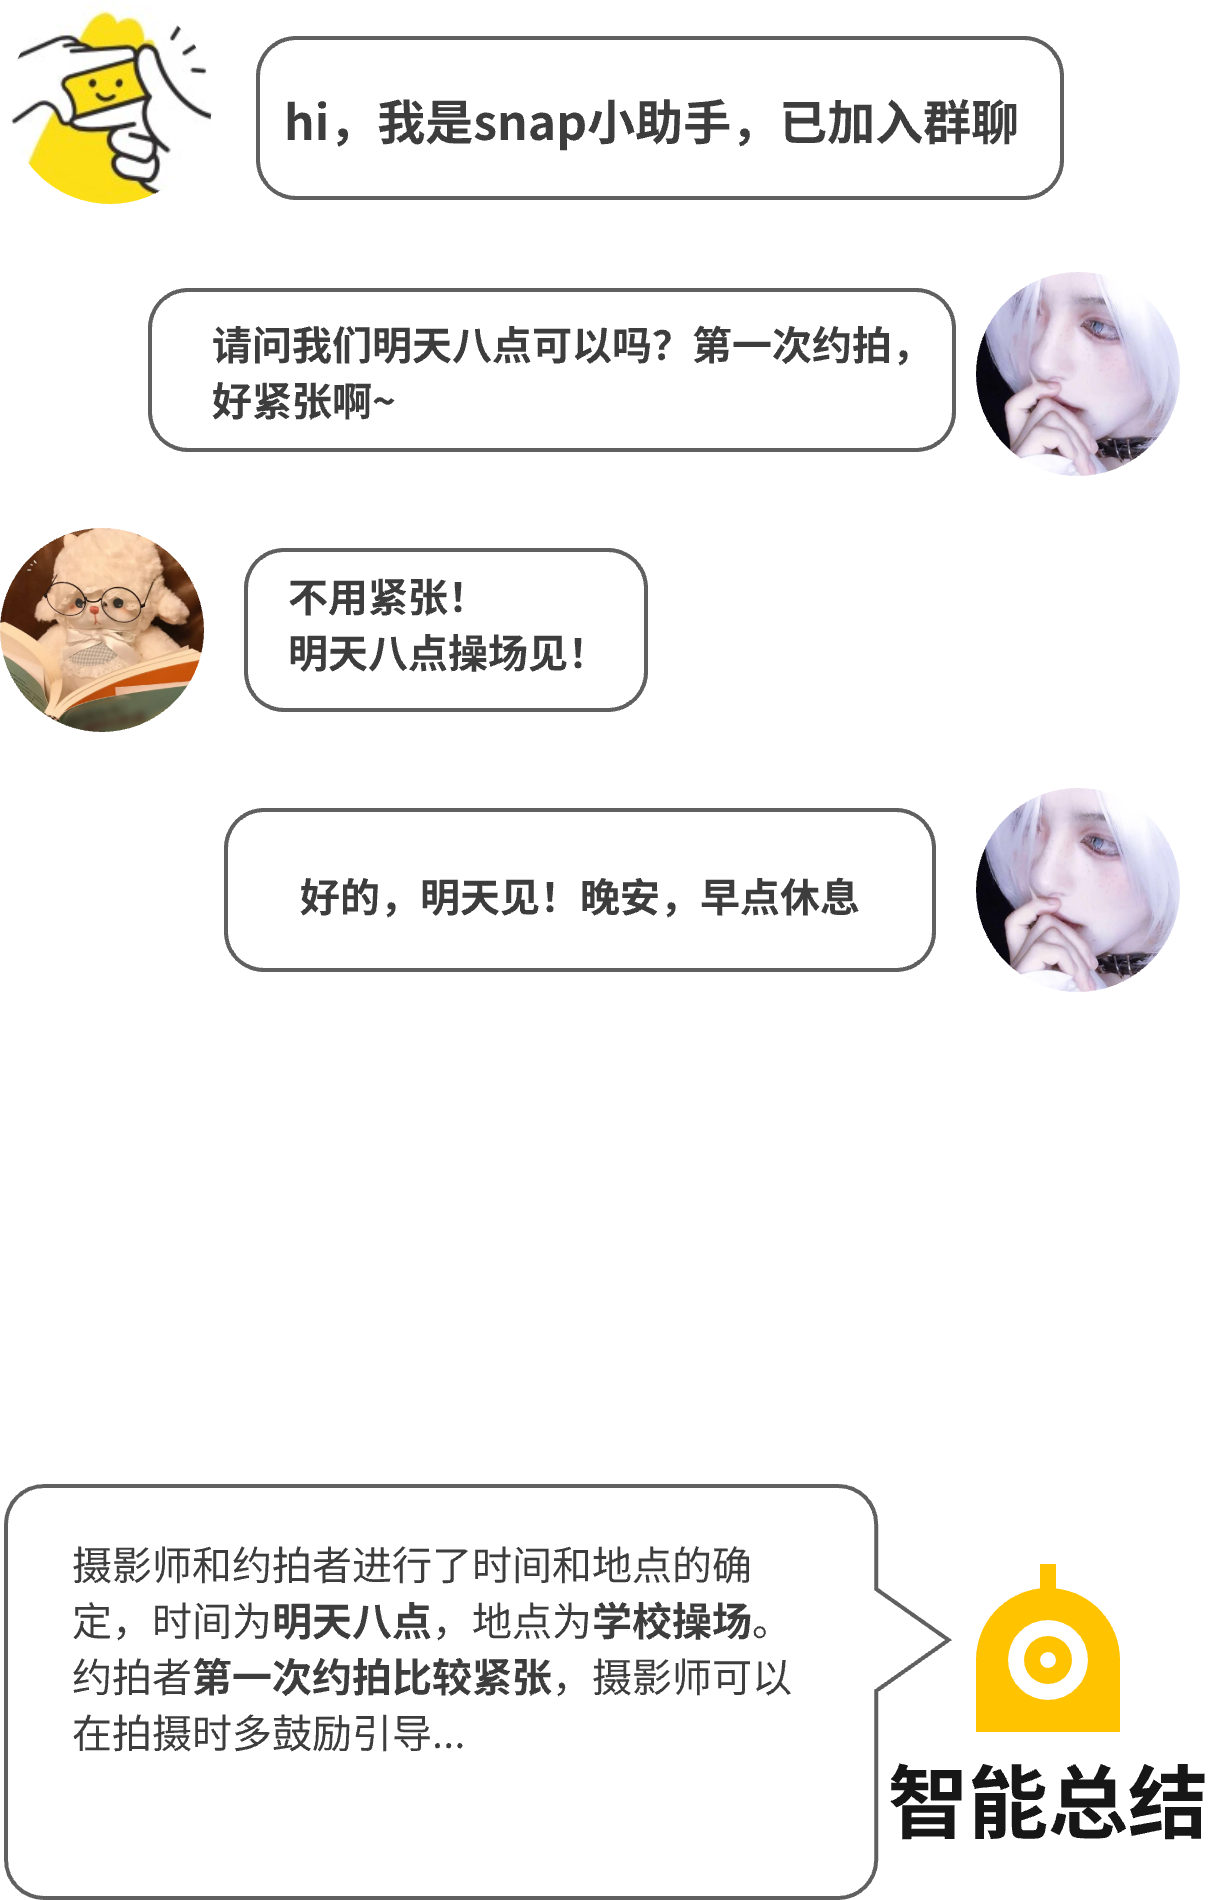 hi，我是snap小助手，已加入群聊
请问我们明天八点可以吗？第一次约拍，
好紧张啊~
不用紧张！
明天八点操场见！
好的，明天见！晚安，早点休息
摄影师和约拍者进行了时间和地点的确
定，时间为明天八点，地点为学校操场。
约拍者第一次约拍比较紧张，摄影师可以
在拍摄时多鼓励引导...
智能总结